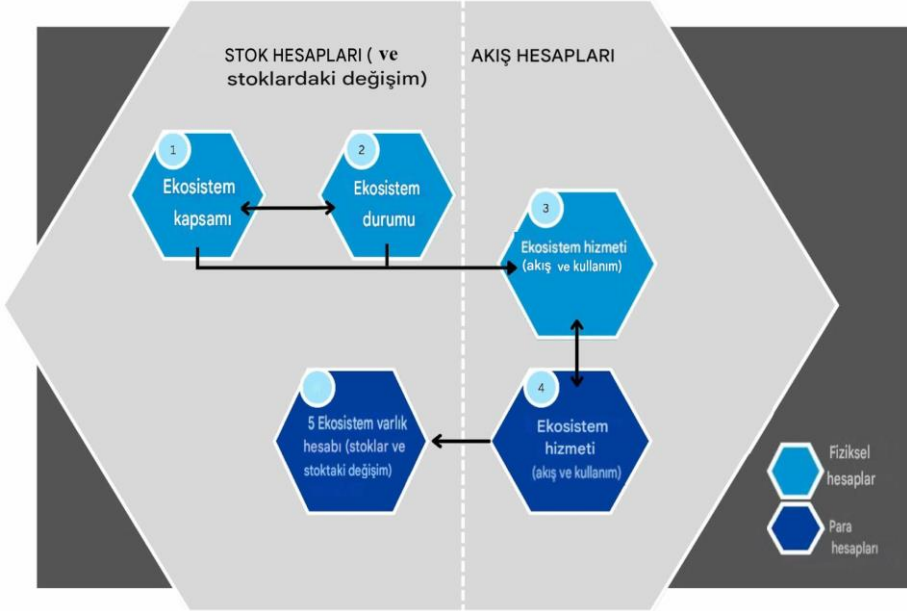 STOK HESAPLARI ( ve
stoklardaki değişim)
AKIŞ HESAPLARI
1
Ekosistem
kapsamı
2
Ekosistem
durumu
3
Ekosistem hizmeti
(akış ve kullanım)
4
Ekosistem
hizmeti
(akış ve kullanım)
5 Ekosistem varlık
hesabı (stoklar ve
stoktaki değişim)
Fiziksel
hesaplar
Para
hesapları